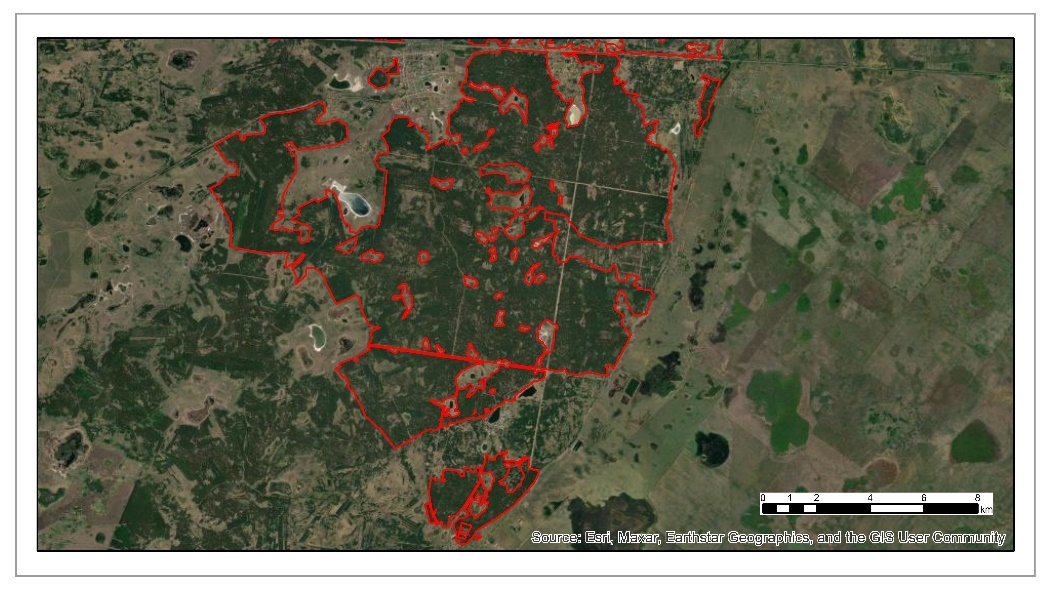 0 1 2 4 6 8
km
Source: Esri, Maxar, Earthstar Geographics, and the GIS User Community